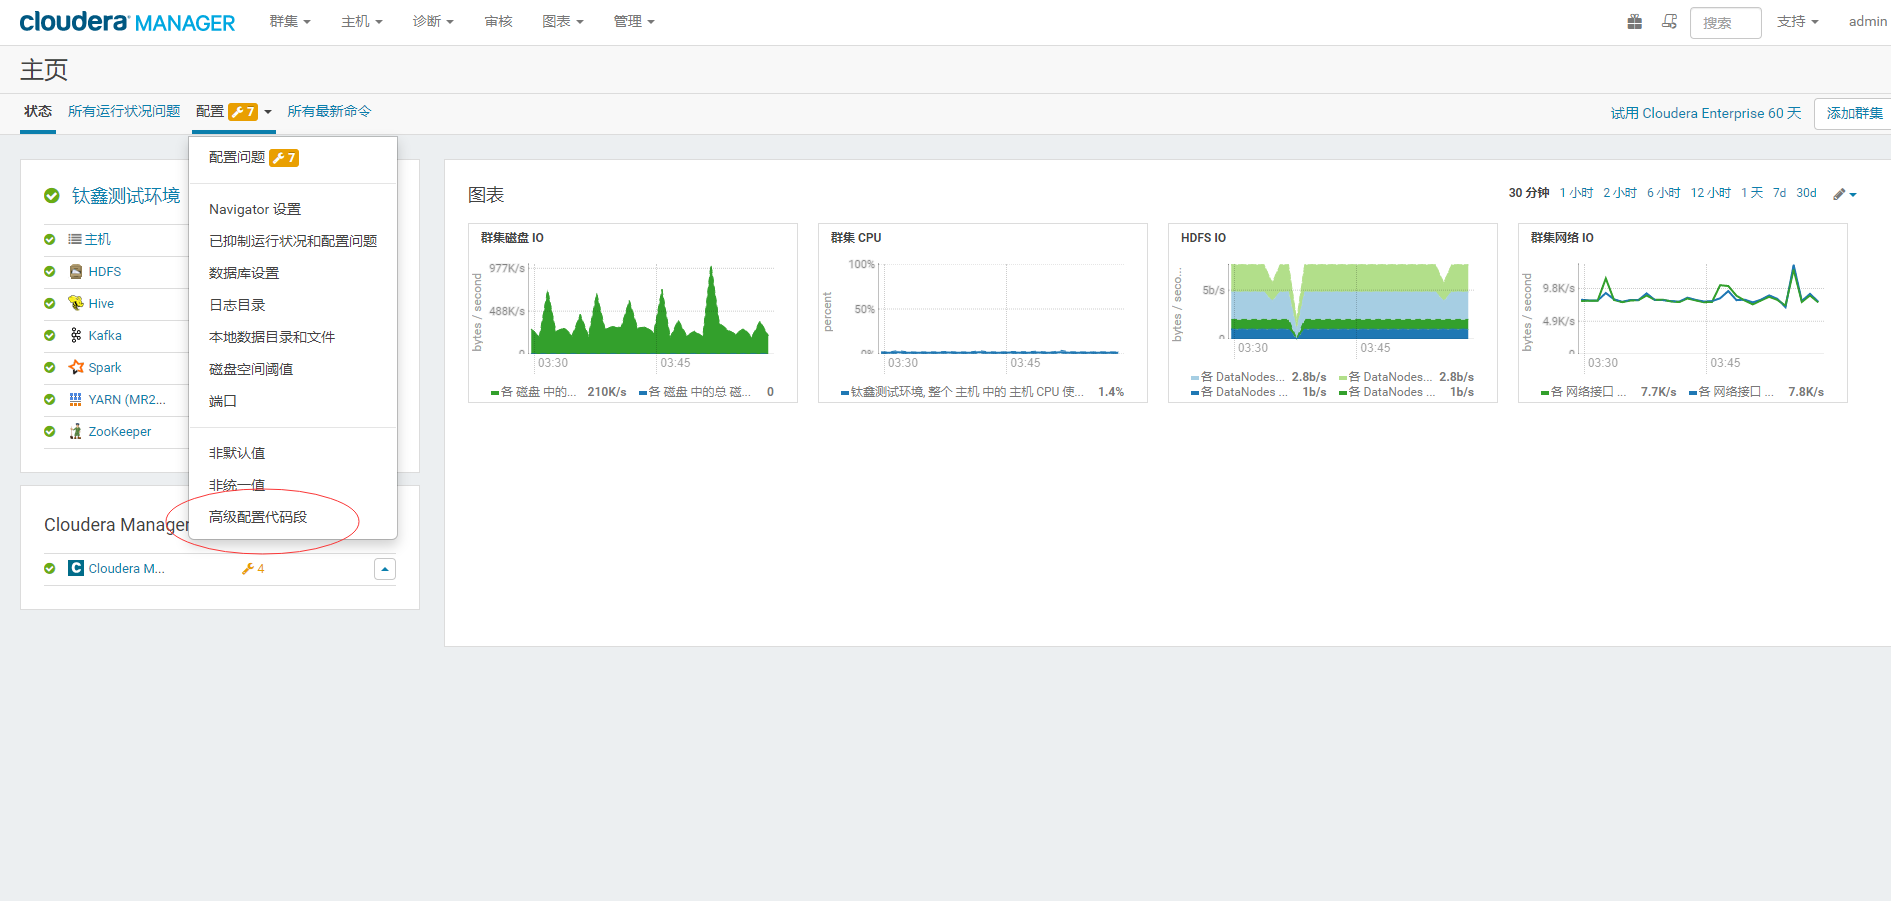 cloudera MANAGER 群集 主机 诊断 审核 图表 管理 搜索 支持 admin
主页
状态 所有运行状况问题 配置 7 所有最新命令 试用 Cloudera Enterprise 60 天 添加群集
配置问题 7
Navigator 设置
已抑制运行状况和配置问题
数据库设置
日志目录
本地数据目录和文件
磁盘空间阈值
端口
非默认值
非统一值
高级配置代码段
钛鑫测试环境
主机
HDFS
Hive
Kafka
Spark
YARN (MR2...
ZooKeeper
Cloudera Manager
Cloudera M... 4
图表 30 分钟 1 小时 2 小时 6 小时 12 小时 1 天 7d 30d
群集磁盘 IO
bytes / second
977K/s
488K/s
0
03:30 03:45
各 磁盘 中的... 210K/s 各 磁盘 中的总 磁... 0
群集 CPU
percent
100%
50%
0%
03:30 03:45
钛鑫测试环境, 整个 主机 中的 主机 CPU 使... 1.4%
HDFS IO
bytes / seco...
5b/s
0
03:30 03:45
各 DataNodes... 2.8b/s 各 DataNodes... 2.8b/s
各 DataNodes ... 1b/s 各 DataNodes ... 1b/s
群集网络 IO
bytes / second
9.8K/s
4.9K/s
0
03:30 03:45
各 网络接口 ... 7.7K/s 各 网络接口 ... 7.8K/s